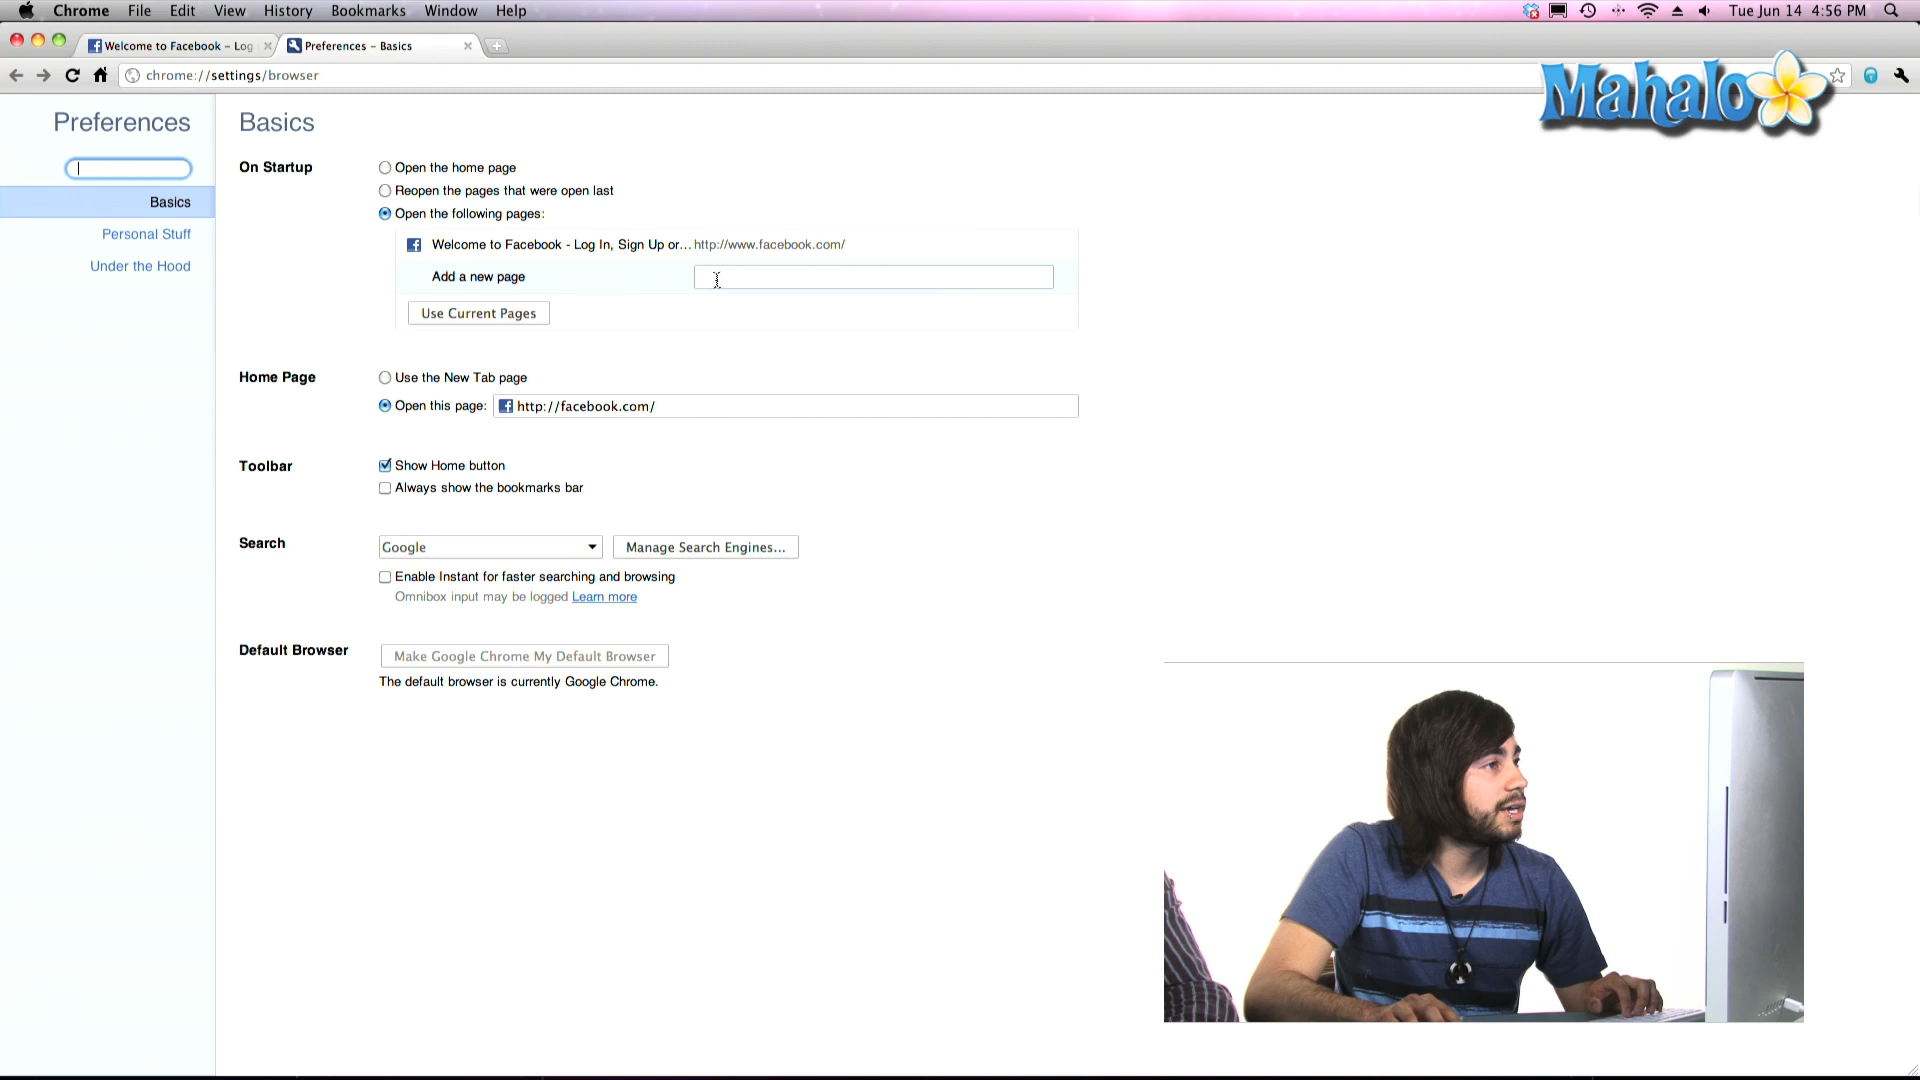 Chrome File Edit View History Bookmarks Window Help Tue Jun 14 4:56 PM
Welcome to Facebook – Log Preferences – Basics
chrome://settings/browser
Mahalo
Preferences
Basics
Personal Stuff
Under the Hood
Basics
On Startup
Open the home page
Reopen the pages that were open last
Open the following pages:
Welcome to Facebook - Log In, Sign Up or... http://www.facebook.com/
Add a new page
Use Current Pages
Home Page
Use the New Tab page
Open this page: http://facebook.com/
Toolbar
Show Home button
Always show the bookmarks bar
Search
Google Manage Search Engines...
Enable Instant for faster searching and browsing
Omnibox input may be logged Learn more
Default Browser
Make Google Chrome My Default Browser
The default browser is currently Google Chrome.